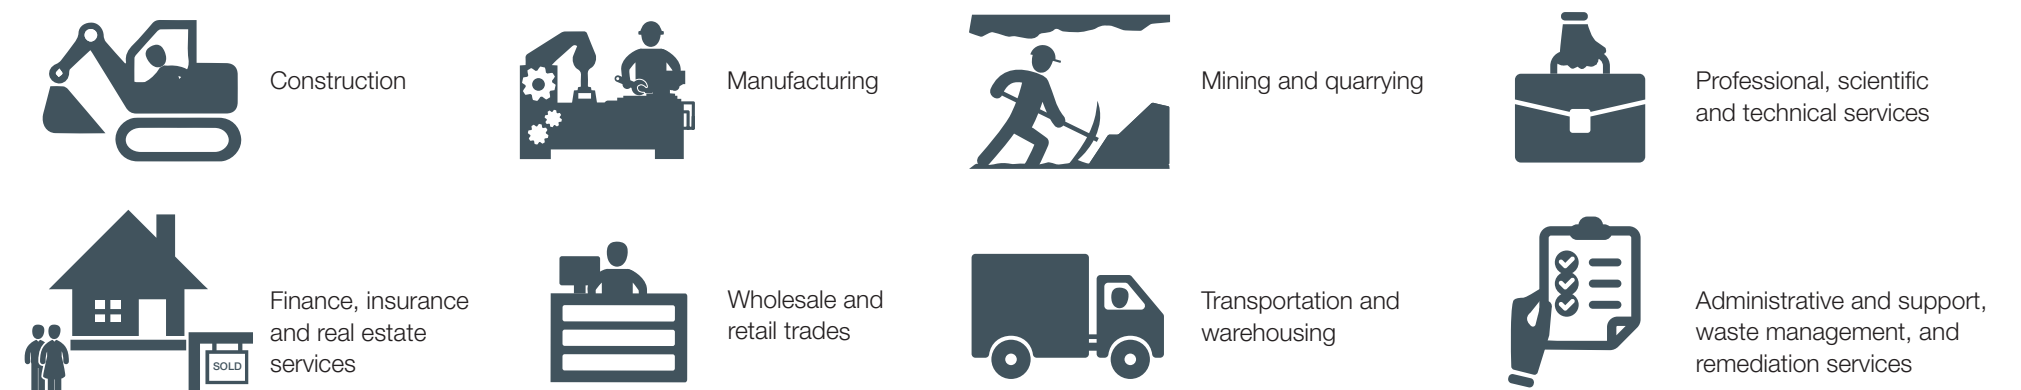 Construction
Manufacturing
Mining and quarrying
Professional, scientific
and technical services
Finance, insurance
and real estate
services
SOLD
Wholesale and
retail trades
Transportation and
warehousing
Administrative and support,
waste management, and
remediation services